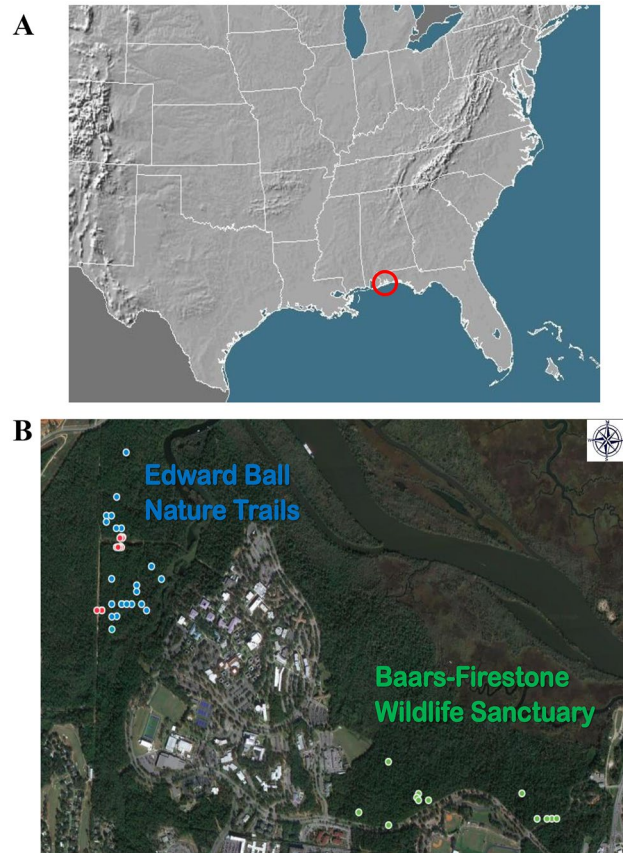 A
B
Edward Ball
Nature Trails
Baars-Firestone
Wildlife Sanctuary